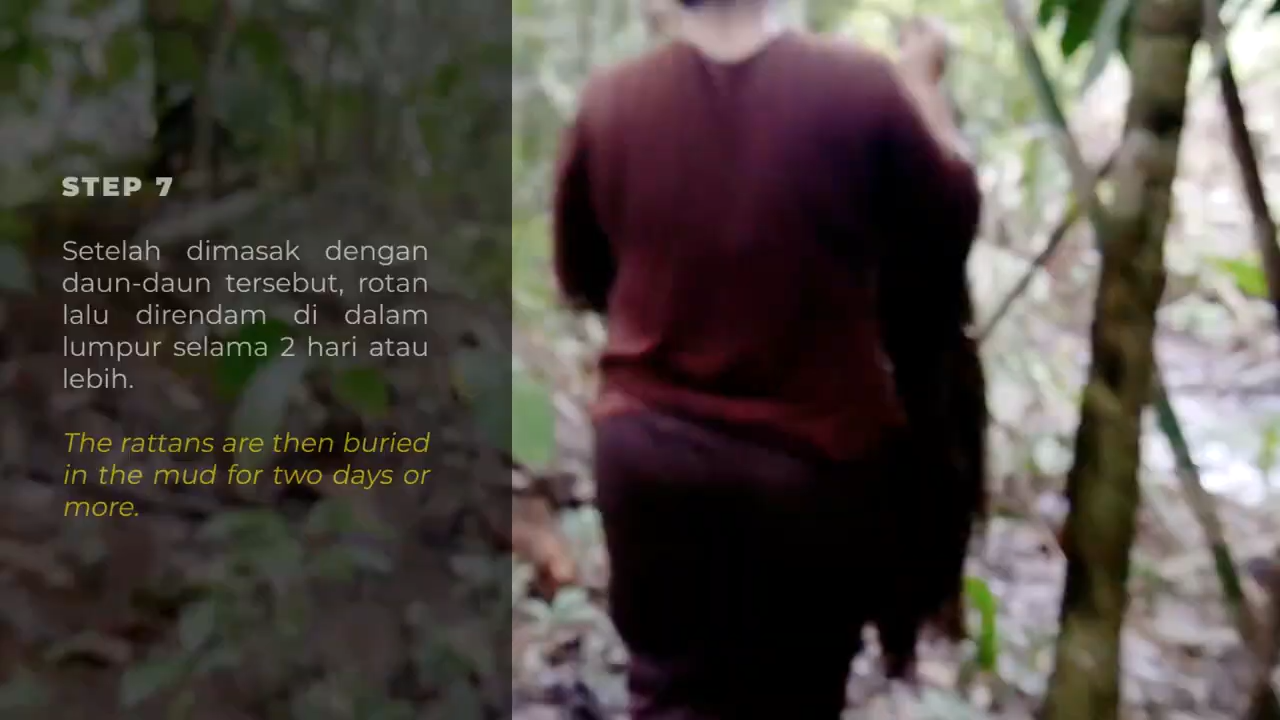 STEP 7
Setelah dimasak dengan
daun-daun tersebut, rotan
lalu direndam di dalam
lumpur selama 2 hari atau
lebih.
The rattans are then buried
in the mud for two days or
more.